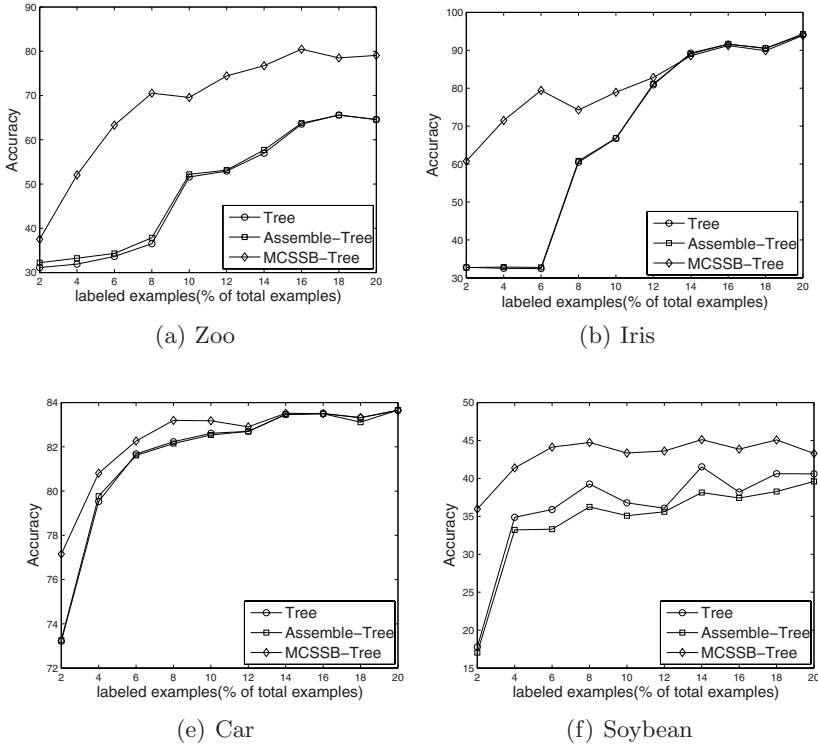 90
80
70
60
50
40
30
Accuracy
2 4 6 8 10 12 14 16 18 20
labeled examples(% of total examples)
Tree
Assemble-Tree
MCSSB-Tree
(a) Zoo
100
90
80
70
60
50
40
30
Accuracy
2 4 6 8 10 12 14 16 18 20
labeled examples(% of total examples)
Tree
Assemble-Tree
MCSSB-Tree
(b) Iris
84
82
80
78
76
74
72
Accuracy
2 4 6 8 10 12 14 16 18 20
labeled examples(% of total examples)
Tree
Assemble-Tree
MCSSB-Tree
(e) Car
50
45
40
35
30
25
20
15
Accuracy
2 4 6 8 10 12 14 16 18 20
labeled examples(% of total examples)
Tree
Assemble-Tree
MCSSB-Tree
(f) Soybean